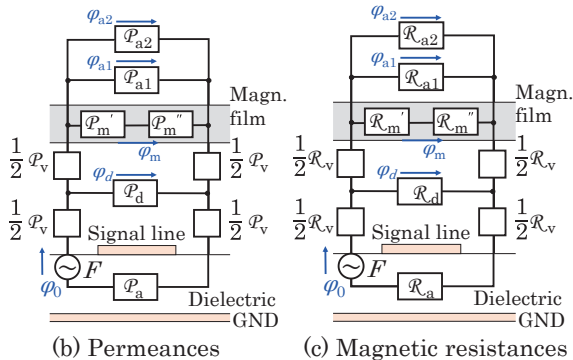 φa2
𝒫a2
φa1
𝒫a1
Magn.
film
𝒫m′ 𝒫m″
φm
1/2 𝒫v
1/2 𝒫v
φd
𝒫d
1/2 𝒫v
1/2 𝒫v
Signal line
F
φ0
𝒫a
Dielectric
GND
(b) Permeances
φa2
ℛa2
φa1
ℛa1
Magn.
film
ℛm′ ℛm″
φm
1/2 ℛv
1/2 ℛv
φd
ℛd
1/2 ℛv
1/2 ℛv
Signal line
F
φ0
ℛa
Dielectric
GND
(c) Magnetic resistances